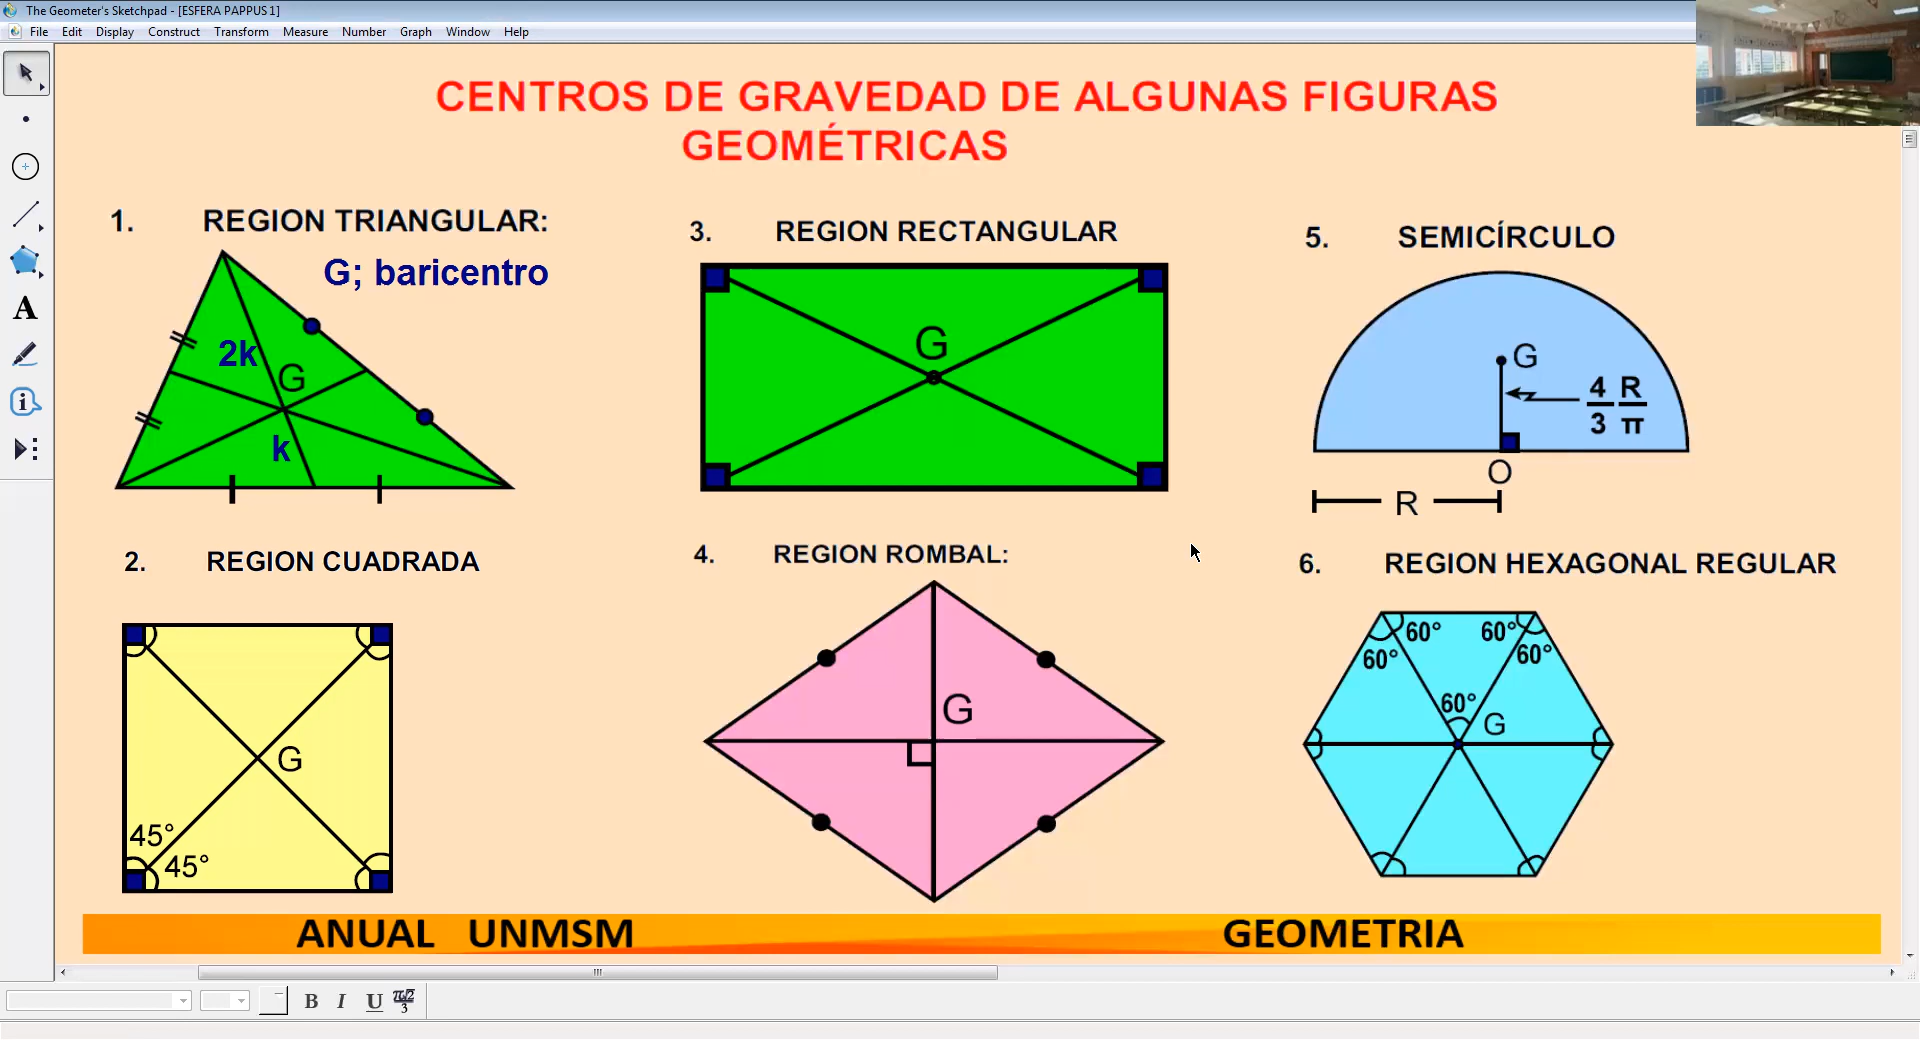 The Geometer's Sketchpad - [ESFERA PAPPUS 1]
File Edit Display Construct Transform Measure Number Graph Window Help
CENTROS DE GRAVEDAD DE ALGUNAS FIGURAS
GEOMÉTRICAS
1. REGION TRIANGULAR:
G; baricentro
2k
G
k
2. REGION CUADRADA
G
45°
45°
3. REGION RECTANGULAR
G
4. REGION ROMBAL:
G
5. SEMICÍRCULO
G
4 R
3 π
O
R
6. REGION HEXAGONAL REGULAR
60° 60°
60° 60°
60°
G
ANUAL UNMSM GEOMETRIA
A
B I U